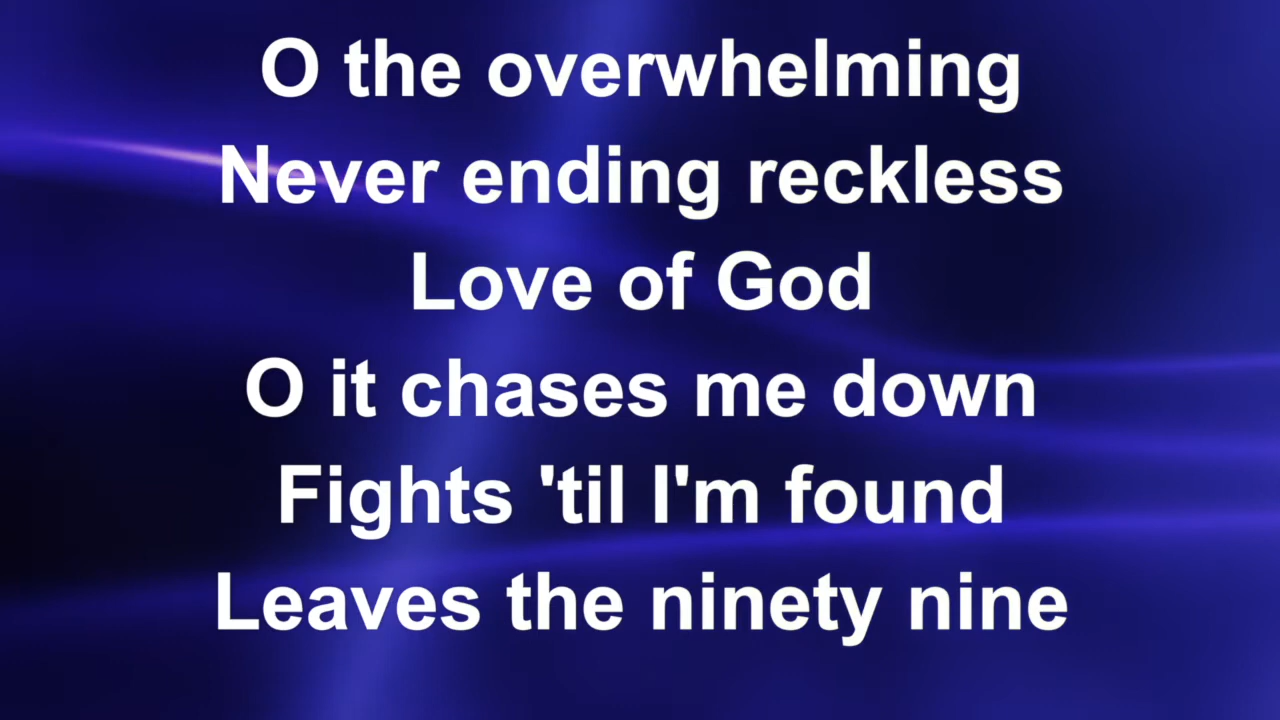 O the overwhelming
Never ending reckless
Love of God
O it chases me down
Fights 'til I'm found
Leaves the ninety nine